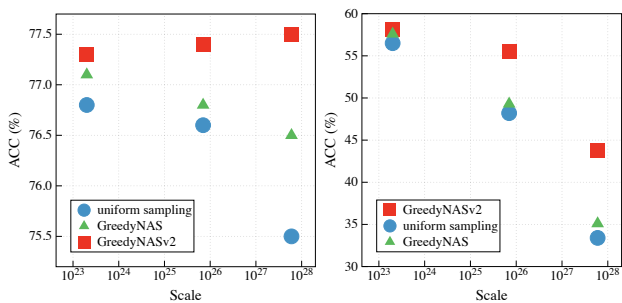 77.5
77.0
76.5
76.0
75.5
ACC (%)
uniform sampling
GreedyNAS
GreedyNASv2
10^23 10^24 10^25 10^26 10^27 10^28
Scale
60
55
50
45
40
35
30
ACC (%)
GreedyNASv2
uniform sampling
GreedyNAS
10^23 10^24 10^25 10^26 10^27 10^28
Scale